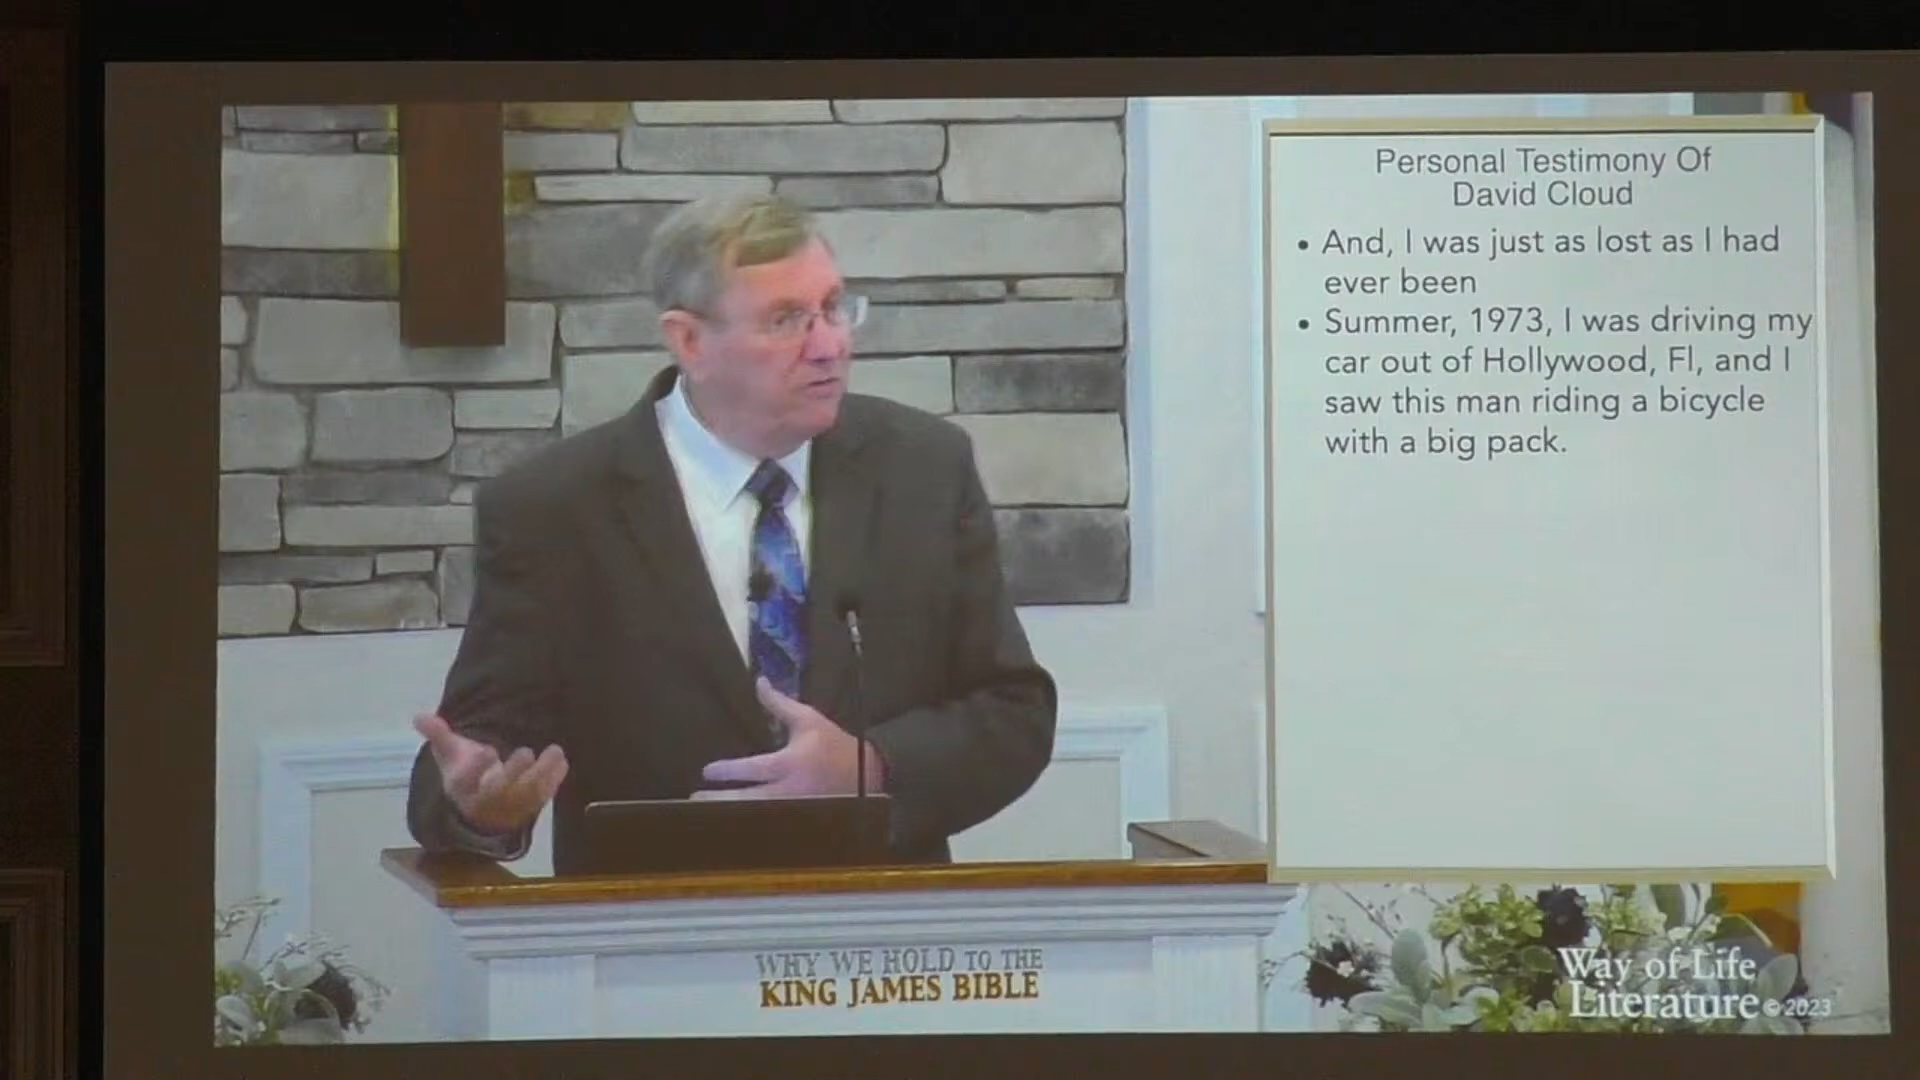 Personal Testimony Of
David Cloud
• And, I was just as lost as I had
ever been
• Summer, 1973, I was driving my
car out of Hollywood, Fl, and I
saw this man riding a bicycle
with a big pack.
WHY WE HOLD TO THE
KING JAMES BIBLE
Way of Life
Literature © 2023